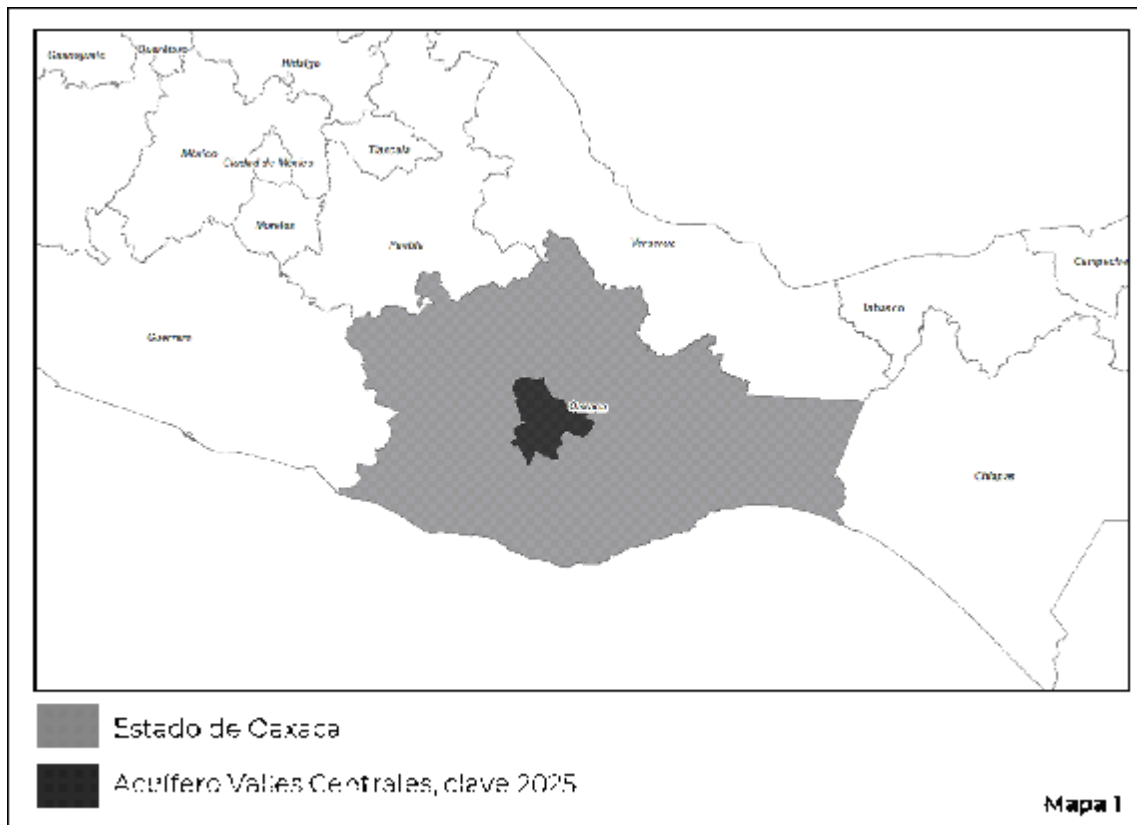 Guanajuato
Querétaro
Hidalgo
México
Ciudad de México
Tlaxcala
Morelos
Puebla
Veracruz
Campeche
Tabasco
Guerrero
Oaxaca
Chiapas
Estado de Oaxaca
Acuífero Valles Centrales, clave 2025
Mapa 1